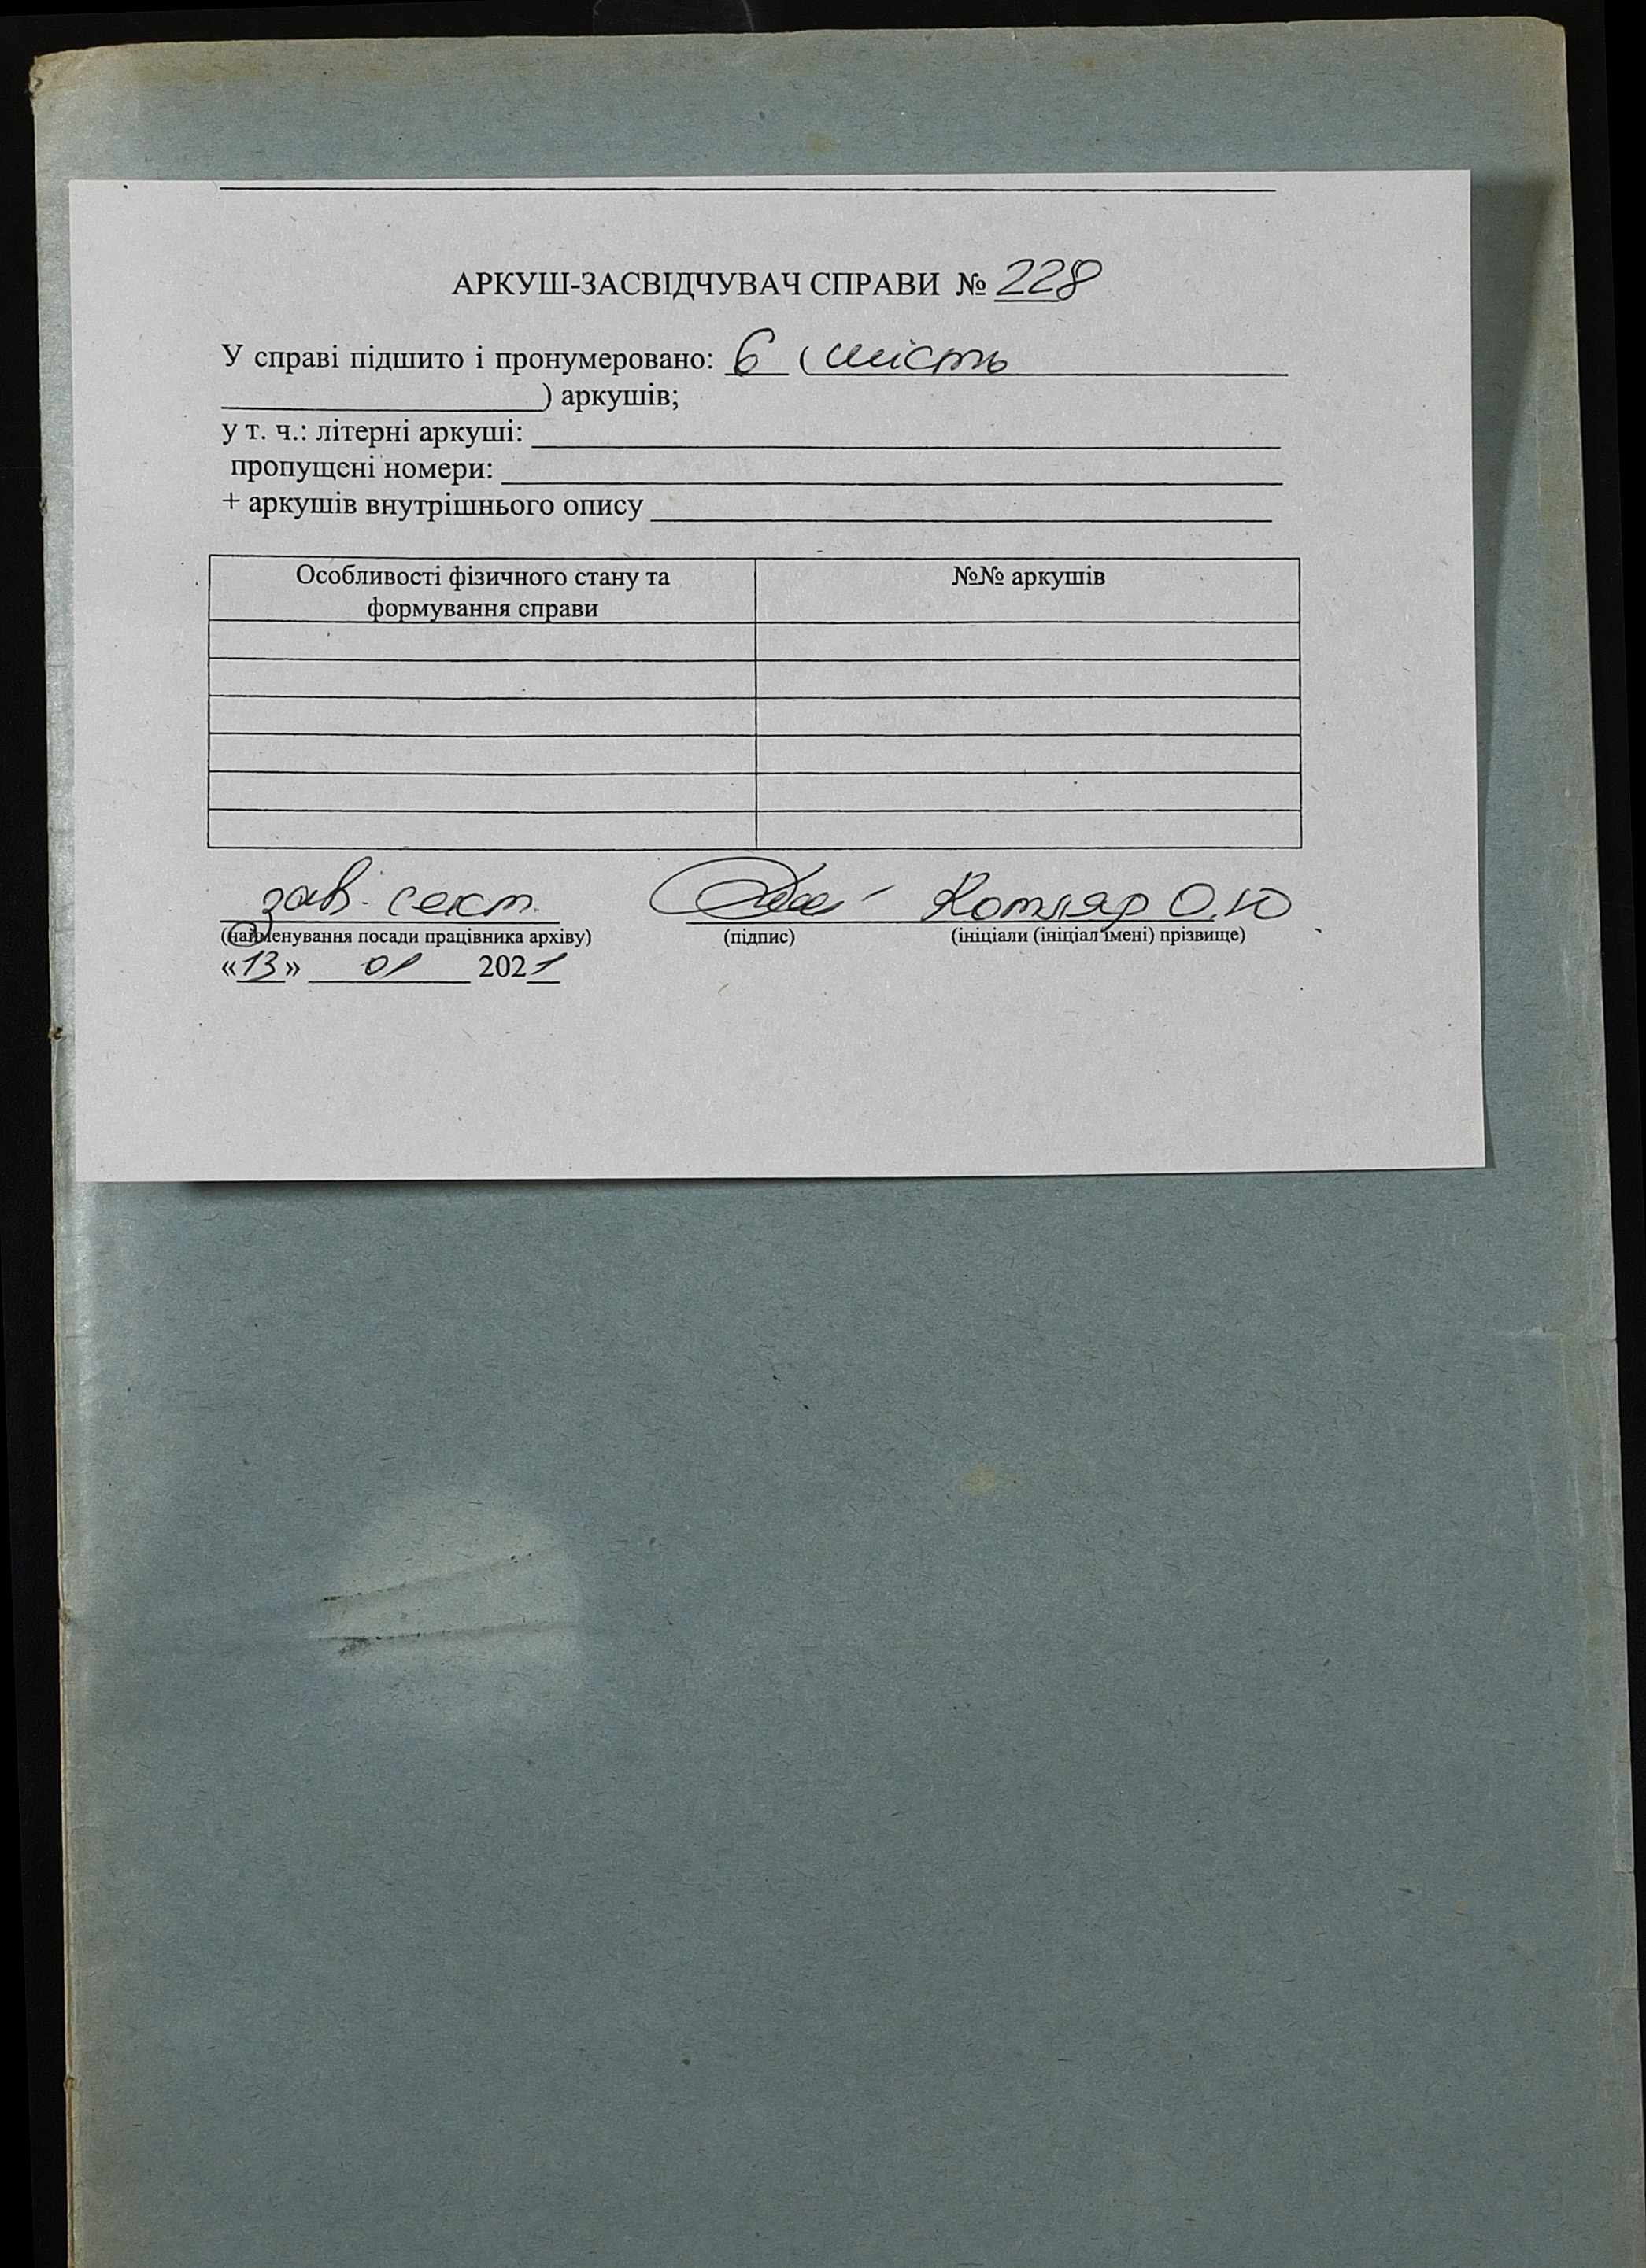 АРКУШ-ЗАСВІДЧУВАЧ СПРАВИ № 228
У справі підшито і пронумеровано: 6 ( шість
) аркушів;
у т. ч.: літерні аркуші:
пропущені номери:
+ аркушів внутрішнього опису
Особливості фізичного стану та
формування справи
№№ аркушів
зав. сект. Котляр О.Ю
(найменування посади працівника архіву) (підпис) (ініціали (ініціал імені) прізвище)
«13» 01 2021